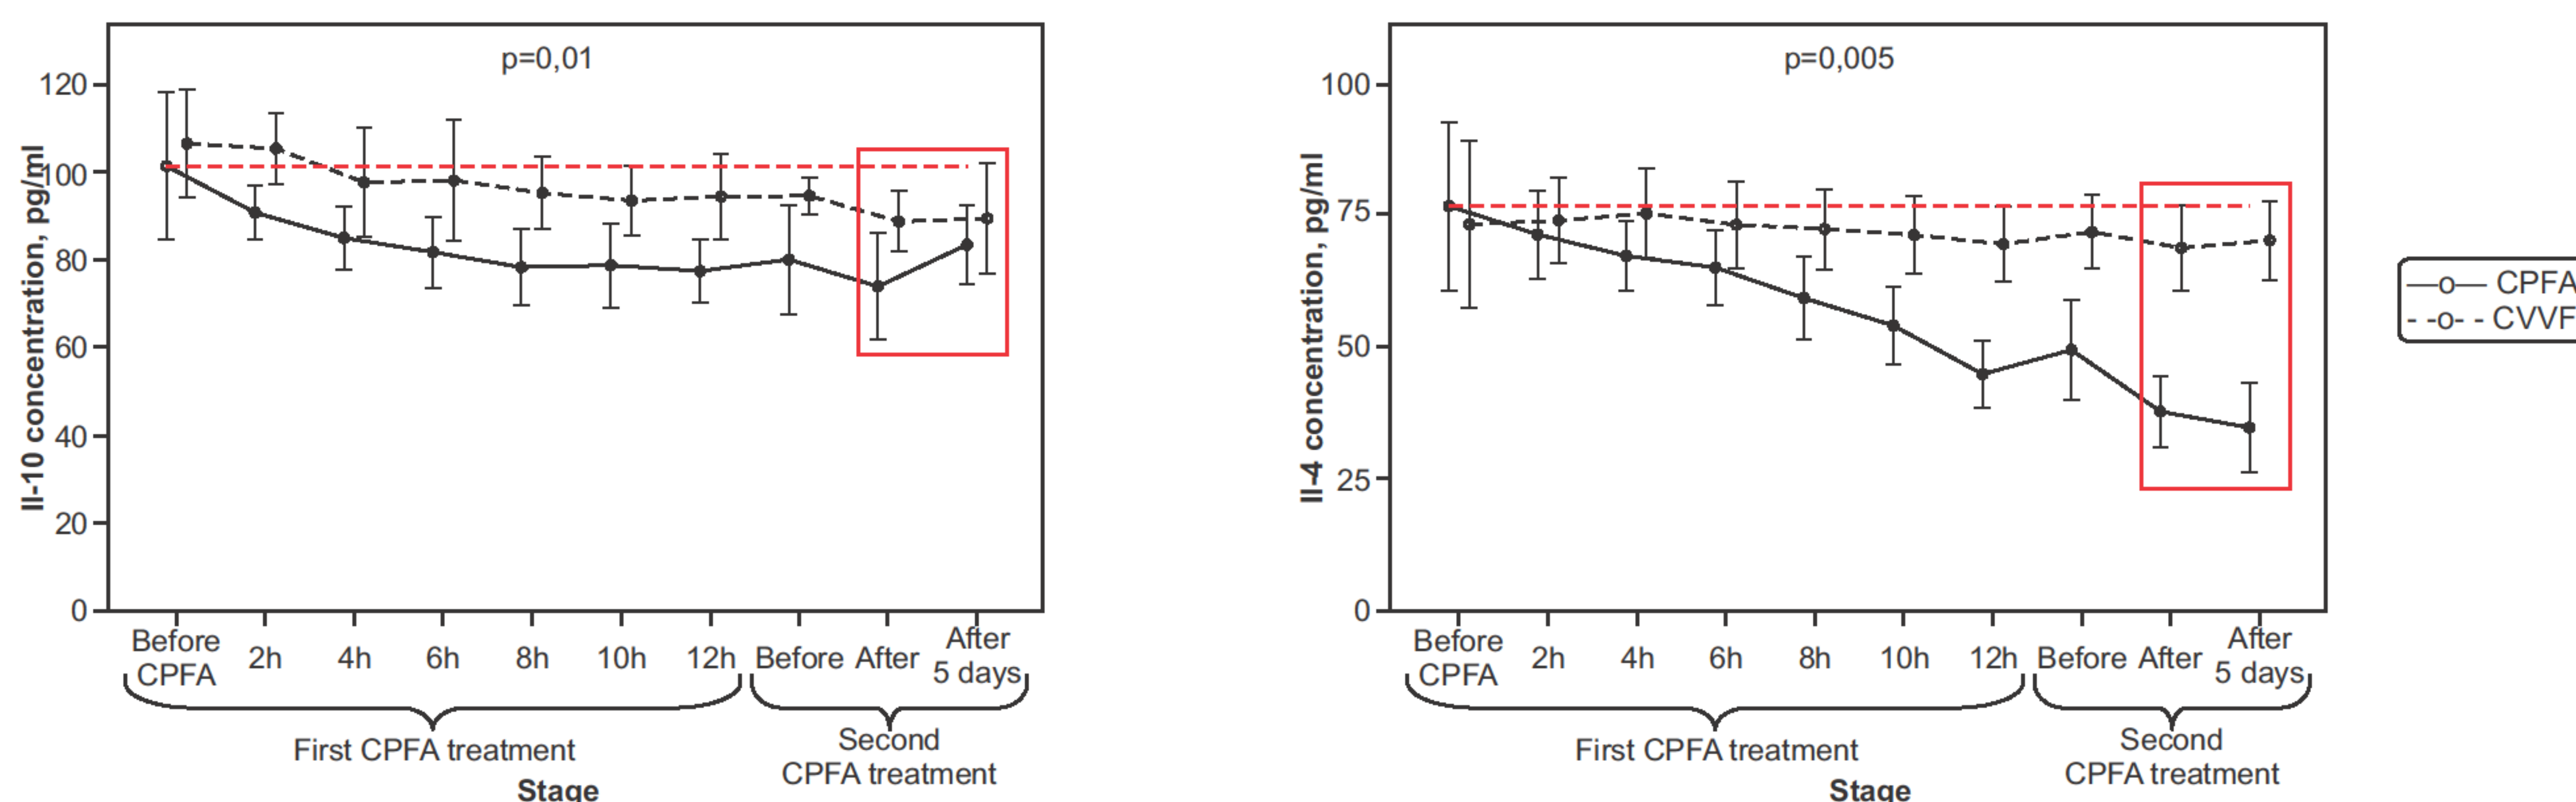 p=0,01
120
100
80
60
40
20
0
Il-10 concentration, pg/ml
Before CPFA
2h
4h
6h
8h
10h
12h
Before
After
After 5 days
First CPFA treatment
Second CPFA treatment
Stage
p=0,005
100
75
50
25
0
Il-4 concentration, pg/ml
Before CPFA
2h
4h
6h
8h
10h
12h
Before
After
After 5 days
First CPFA treatment
Second CPFA treatment
Stage
CPFA
CVVF